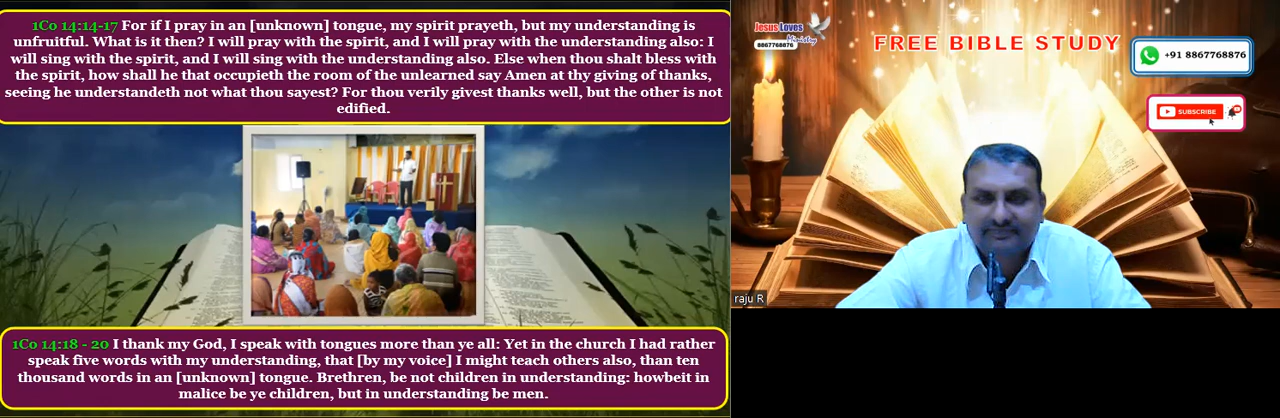 1Co 14:14-17 For if I pray in an [unknown] tongue, my spirit prayeth, but my understanding is
unfruitful. What is it then? I will pray with the spirit, and I will pray with the understanding also: I
will sing with the spirit, and I will sing with the understanding also. Else when thou shalt bless with
the spirit, how shall he that occupieth the room of the unlearned say Amen at thy giving of thanks,
seeing he understandeth not what thou sayest? For thou verily givest thanks well, but the other is not
edified.
1Co 14:18 - 20 I thank my God, I speak with tongues more than ye all: Yet in the church I had rather
speak five words with my understanding, that [by my voice] I might teach others also, than ten
thousand words in an [unknown] tongue. Brethren, be not children in understanding: howbeit in
malice be ye children, but in understanding be men.
Jesus Loves
Ministry
8867768876
FREE BIBLE STUDY
+91 8867768876
SUBSCRIBE
raju R